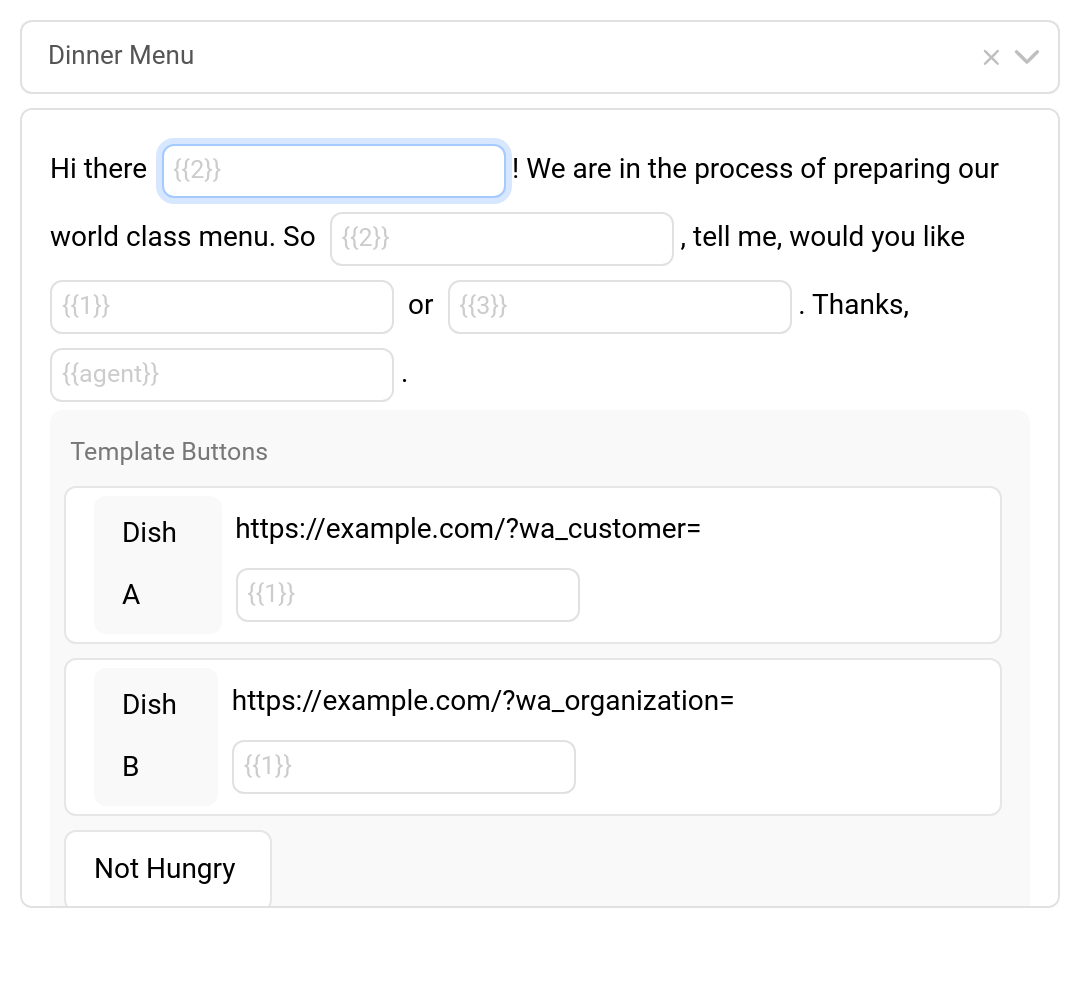 Dinner Menu
Hi there {{2}} ! We are in the process of preparing our
world class menu. So {{2}} , tell me, would you like
{{1}} or {{3}} . Thanks,
{{agent}} .
Template Buttons
Dish
A
https://example.com/?wa_customer=
{{1}}
Dish
B
https://example.com/?wa_organization=
{{1}}
Not Hungry